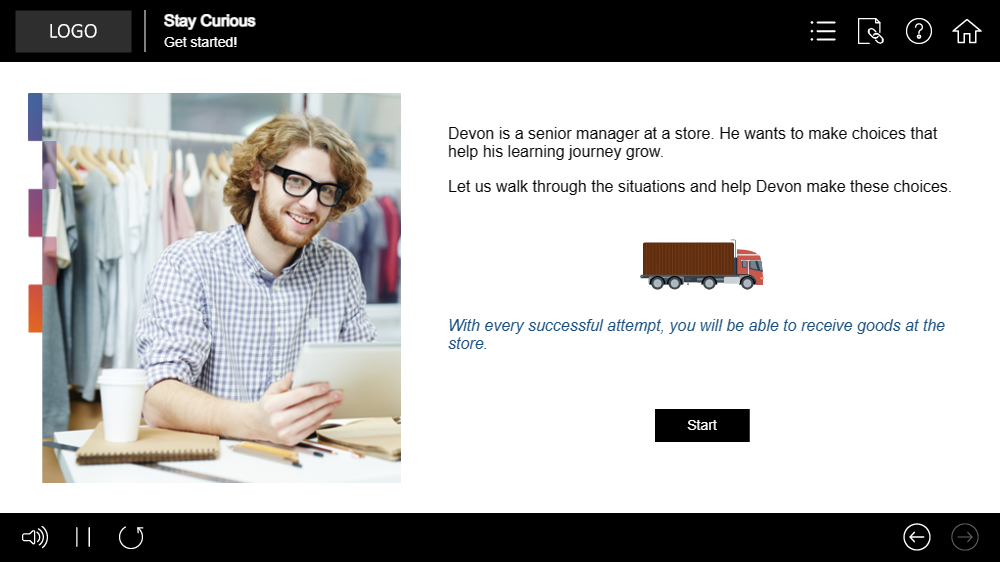 LOGO
Stay Curious
Get started!
Devon is a senior manager at a store. He wants to make choices that
help his learning journey grow.
Let us walk through the situations and help Devon make these choices.
With every successful attempt, you will be able to receive goods at the
store.
Start